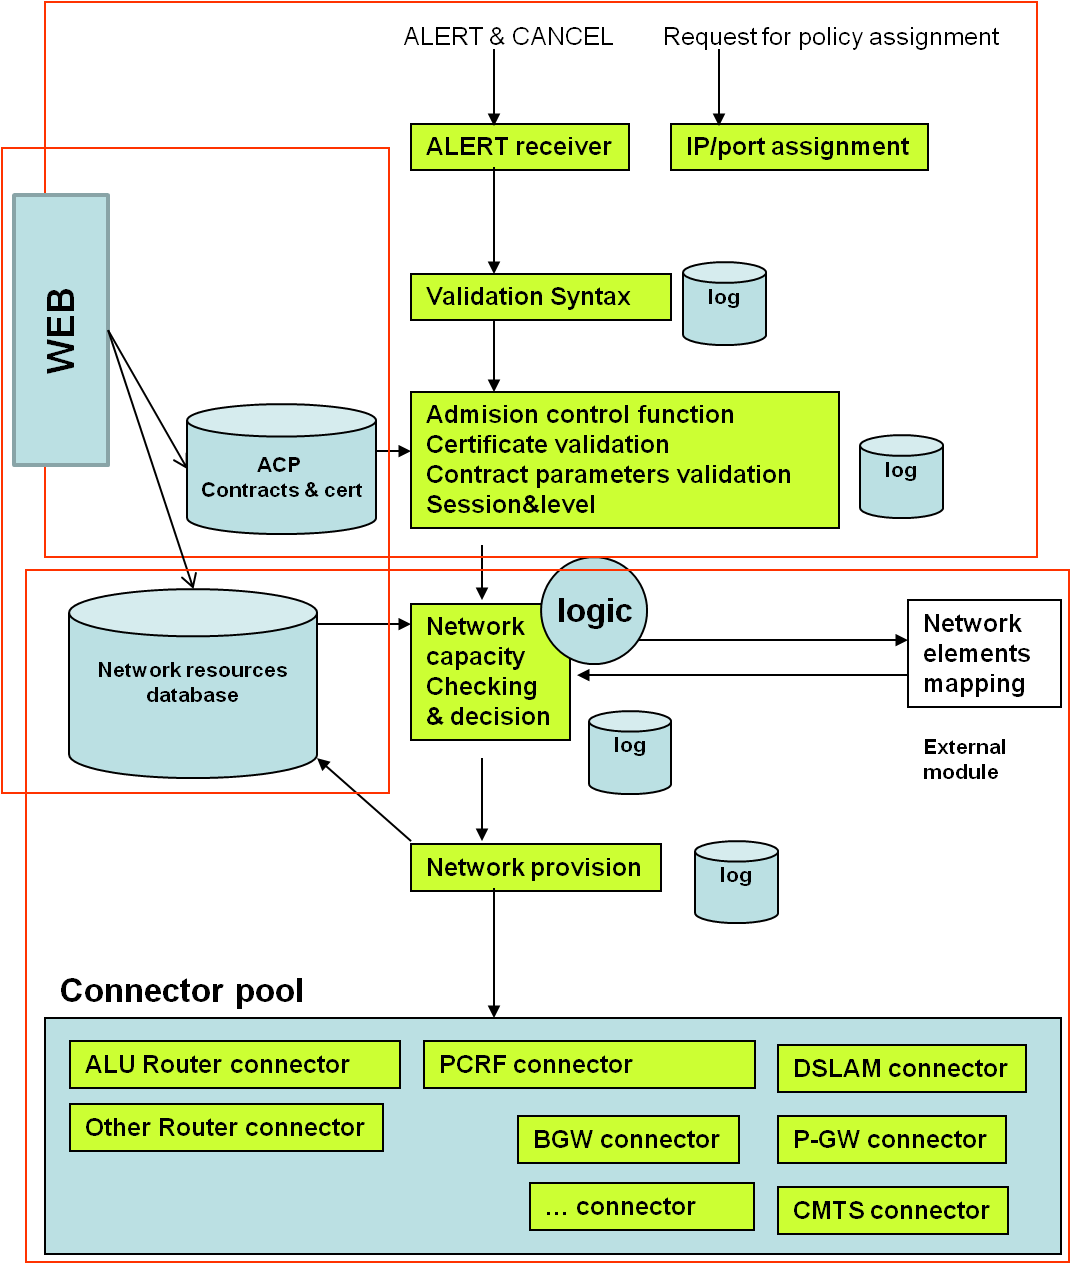 ALERT & CANCEL
Request for policy assignment
ALERT receiver
IP/port assignment
WEB
Validation Syntax
log
Admision control function
Certificate validation
Contract parameters validation
Session&level
log
ACP
Contracts & cert
logic
Network
capacity
Checking
& decision
Network
elements
mapping
Network resources
database
log
External
module
Network provision
log
Connector pool
ALU Router connector
PCRF connector
DSLAM connector
Other Router connector
BGW connector
P-GW connector
... connector
CMTS connector